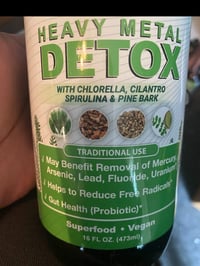 HEAVY METAL
DETOX
WITH CHLORELLA, CILANTRO
SPIRULINA & PINE BARK
TRADITIONAL USE
√ May Benefit Removal of Mercury,
Arsenic, Lead, Fluoride, Uranium*
√ Helps to Reduce Free Radicals*
√ Gut Health (Probiotic)*
Superfood • Vegan
16 FL. OZ. (473ml)